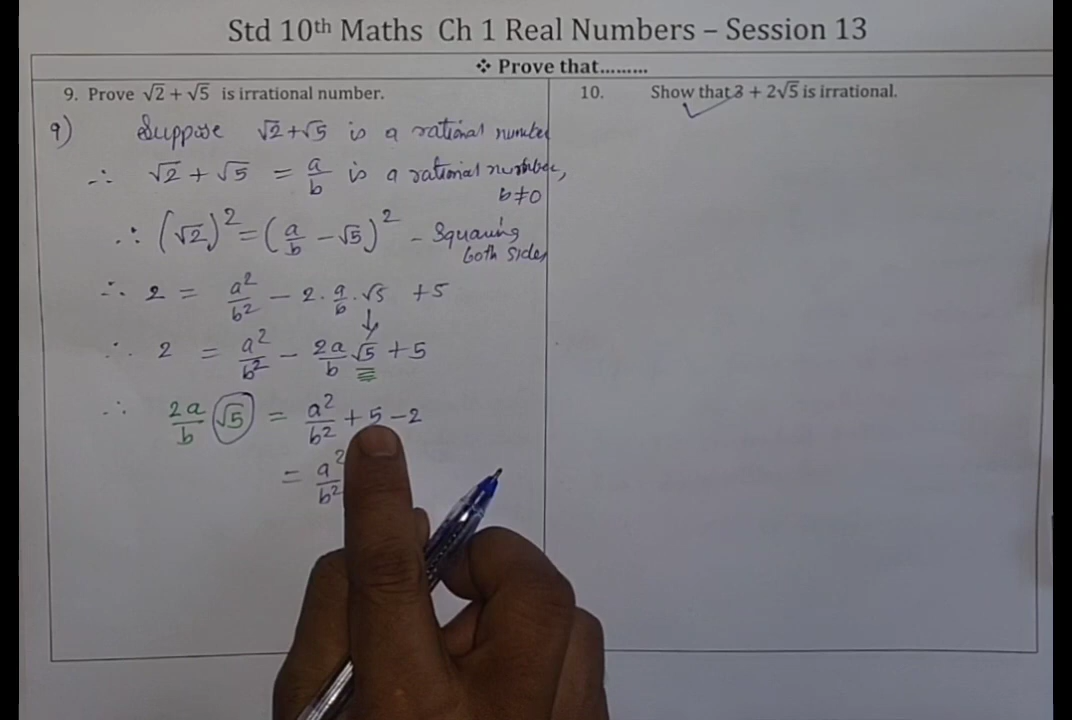 Std 10th Maths Ch 1 Real Numbers – Session 13
❖ Prove that.........
9. Prove √2 + √5 is irrational number.
9) Suppose √2 + √5 is a rational number
∴ √2 + √5 = a/b is a rational number,
b ≠ 0
∴ (√2)² = (a/b − √5)² – Squaring
both sides
∴ 2 = a²/b² − 2 · a/b · √5 + 5
∴ 2 = a²/b² − 2a/b √5 + 5
∴ 2a/b √5 = a²/b² + 5 − 2
= a²/b²
10. Show that 3 + 2√5 is irrational.